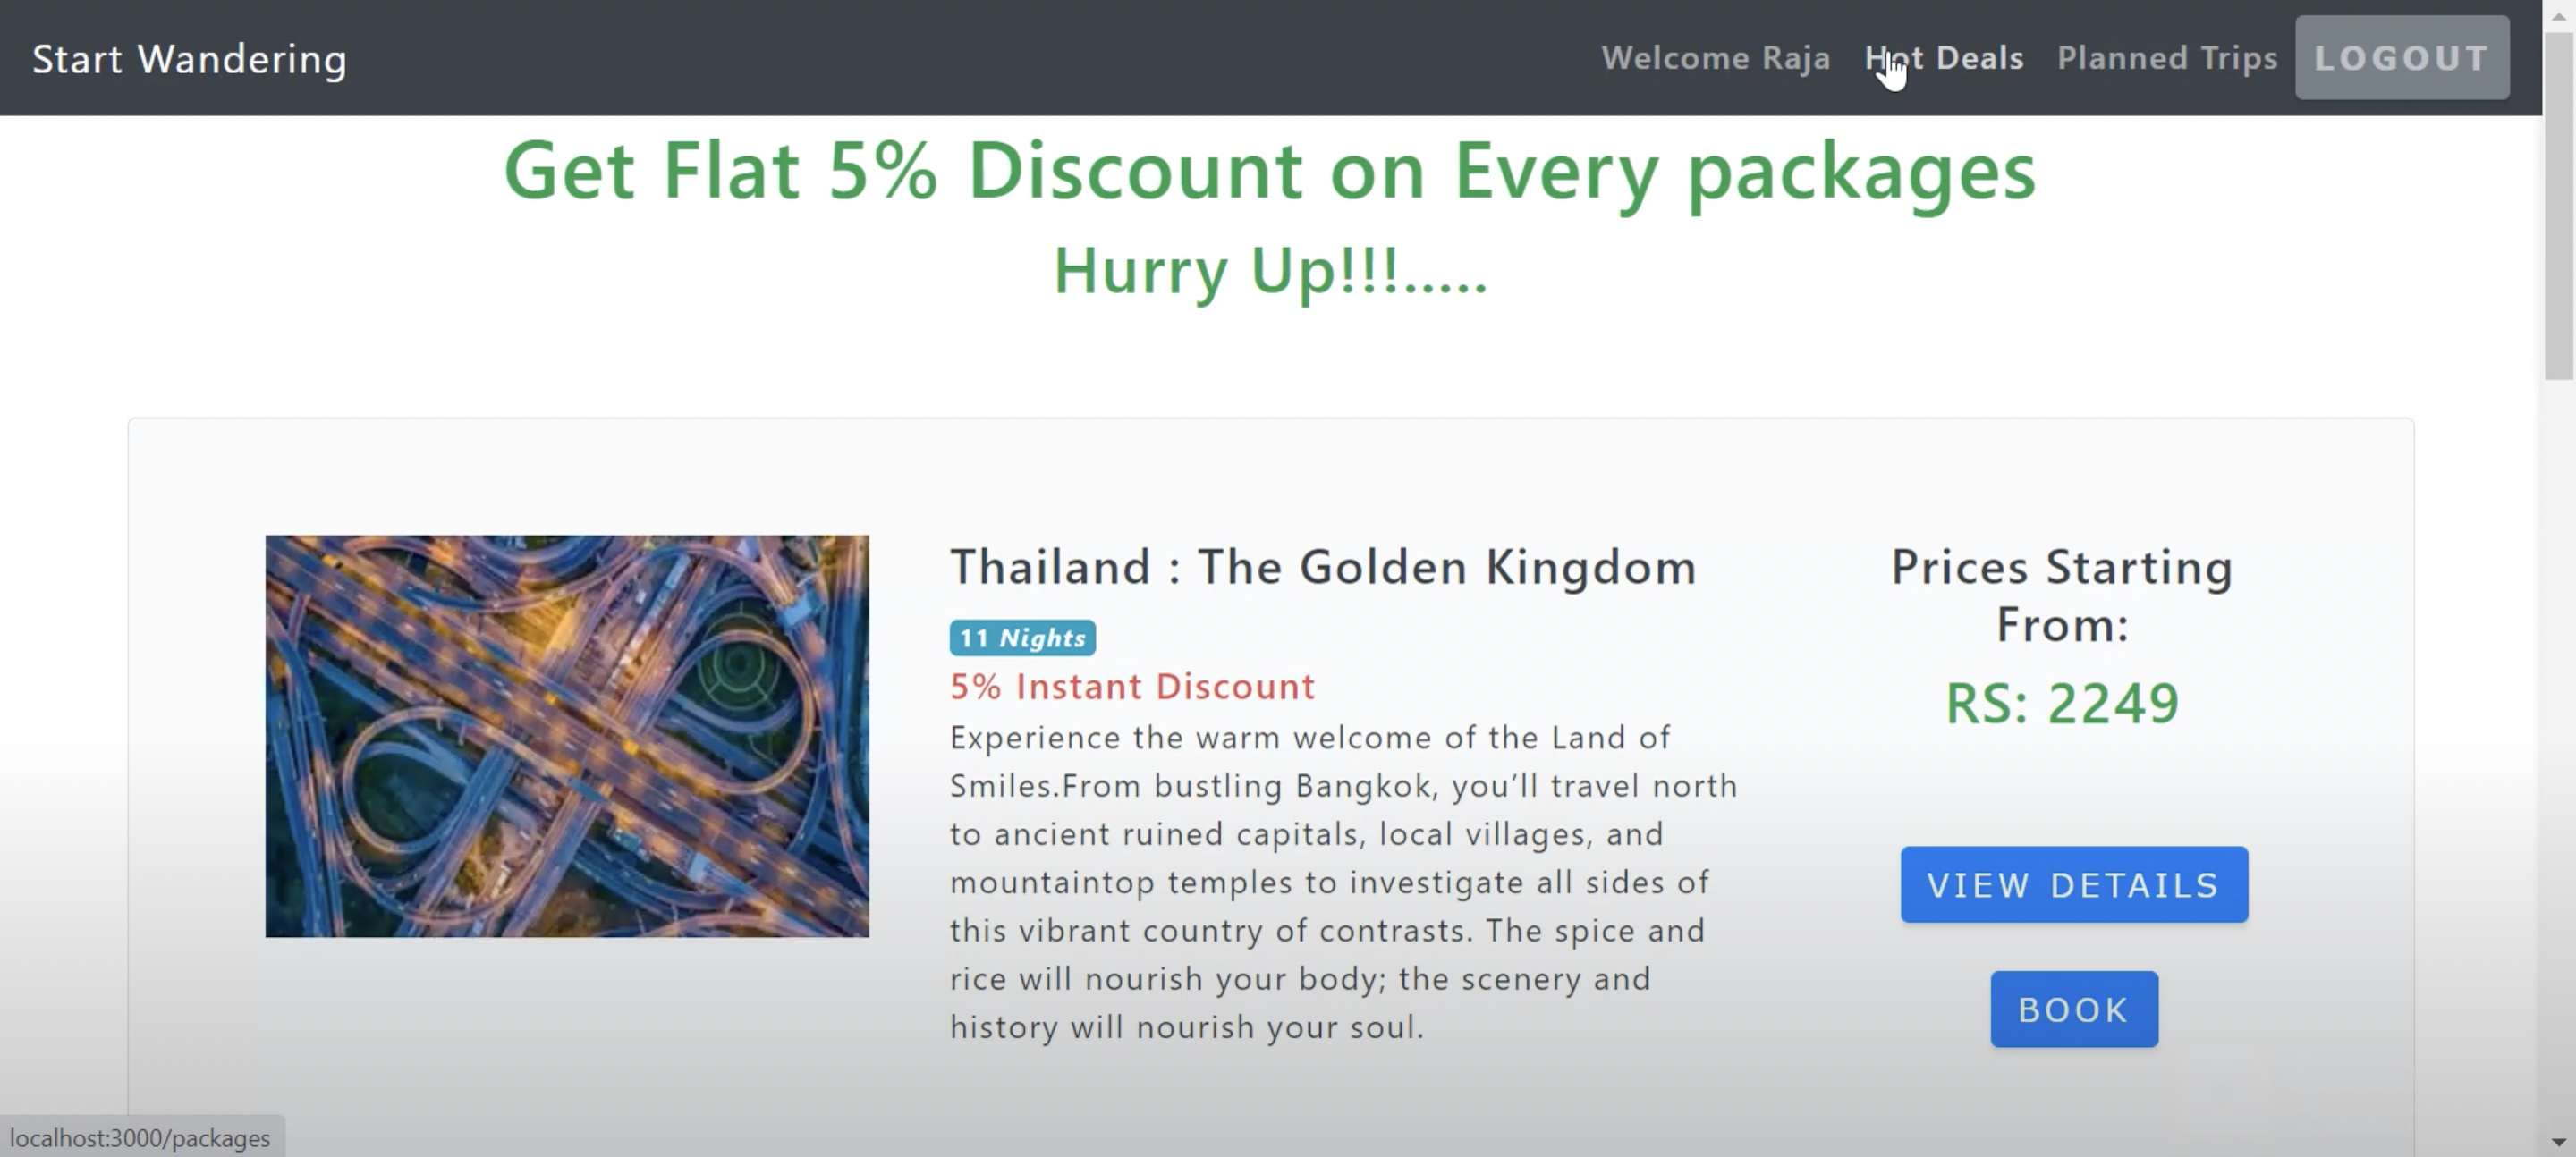 Start Wandering
Welcome Raja Hot Deals Planned Trips LOGOUT
Get Flat 5% Discount on Every packages
Hurry Up!!!.....
Thailand : The Golden Kingdom
11 Nights
5% Instant Discount
Experience the warm welcome of the Land of
Smiles.From bustling Bangkok, you’ll travel north
to ancient ruined capitals, local villages, and
mountaintop temples to investigate all sides of
this vibrant country of contrasts. The spice and
rice will nourish your body; the scenery and
history will nourish your soul.
Prices Starting
From:
RS: 2249
VIEW DETAILS
BOOK
localhost:3000/packages